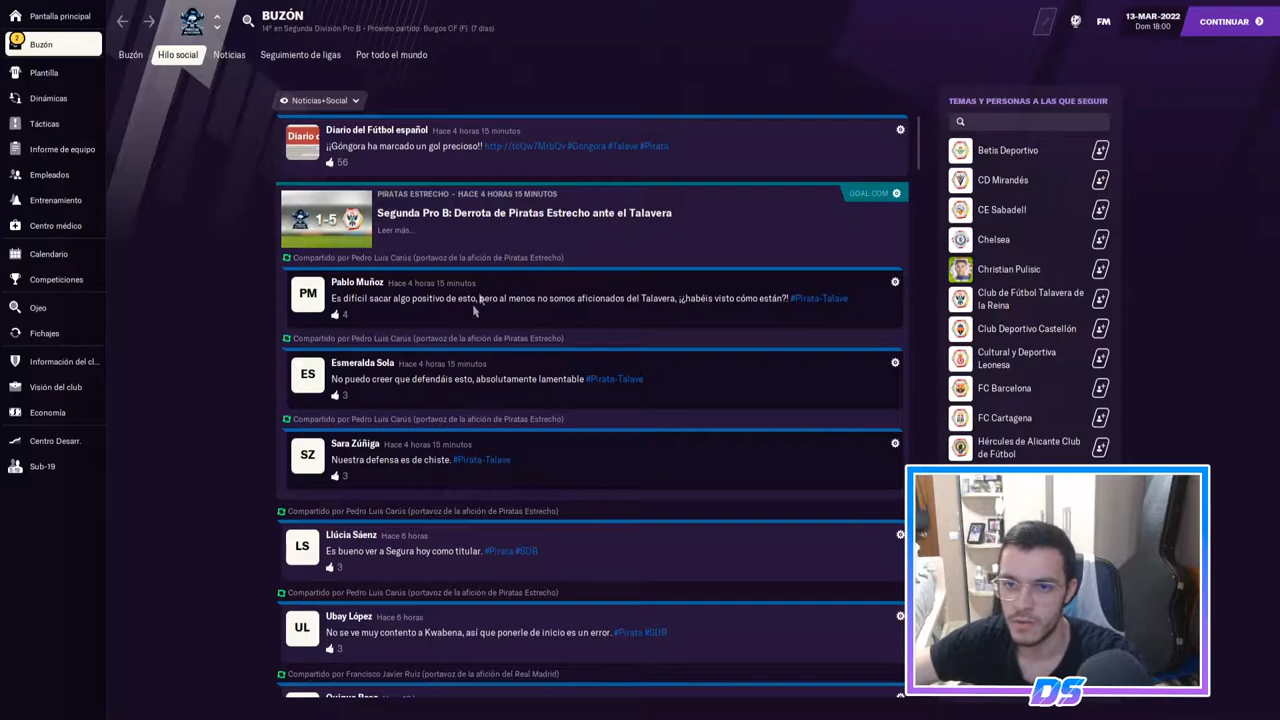 Pantalla principal
2
Buzón
Plantilla
Dinámicas
Tácticas
Informe de equipo
Empleados
Entrenamiento
Centro médico
Calendario
Competiciones
Ojeo
Fichajes
Información del cl...
Visión del club
Economía
Centro Desarr.
Sub-19
BUZÓN
14º en Segunda División Pro B - Próximo partido: Burgos CF (F) (7 días)
FM
13-MAR-2022
Dom 18:00
CONTINUAR
Buzón
Hilo social
Noticias
Seguimiento de ligas
Por todo el mundo
Noticias+Social
Diario del Fútbol español Hace 4 horas 15 minutos
¡¡Góngora ha marcado un gol precioso!! http://tcQw7MrbQv #Góngora #Talave #Pirata
56
PIRATAS ESTRECHO - HACE 4 HORAS 15 MINUTOS
GOAL.COM
1-5
Segunda Pro B: Derrota de Piratas Estrecho ante el Talavera
Leer más...
Compartido por Pedro Luis Carús (portavoz de la afición de Piratas Estrecho)
PM
Pablo Muñoz Hace 4 horas 15 minutos
Es difícil sacar algo positivo de esto, pero al menos no somos aficionados del Talavera, ¡¿habéis visto cómo están?! #Pirata-Talave
4
Compartido por Pedro Luis Carús (portavoz de la afición de Piratas Estrecho)
ES
Esmeralda Sola Hace 4 horas 15 minutos
No puedo creer que defendáis esto, absolutamente lamentable #Pirata-Talave
3
Compartido por Pedro Luis Carús (portavoz de la afición de Piratas Estrecho)
SZ
Sara Zúñiga Hace 4 horas 15 minutos
Nuestra defensa es de chiste. #Pirata-Talave
3
Compartido por Pedro Luis Carús (portavoz de la afición de Piratas Estrecho)
LS
Llúcia Sáenz Hace 6 horas
Es bueno ver a Segura hoy como titular. #Pirata #SDB
3
Compartido por Pedro Luis Carús (portavoz de la afición de Piratas Estrecho)
UL
Ubay López Hace 6 horas
No se ve muy contento a Kwabena, así que ponerle de inicio es un error. #Pirata #SDB
3
Compartido por Francisco Javier Ruiz (portavoz de la afición del Real Madrid)
TEMAS Y PERSONAS A LAS QUE SEGUIR
Betis Deportivo
CD Mirandés
CE Sabadell
Chelsea
Christian Pulisic
Club de Fútbol Talavera de
la Reina
Club Deportivo Castellón
Cultural y Deportiva
Leonesa
FC Barcelona
FC Cartagena
Hércules de Alicante Club
de Fútbol
DS